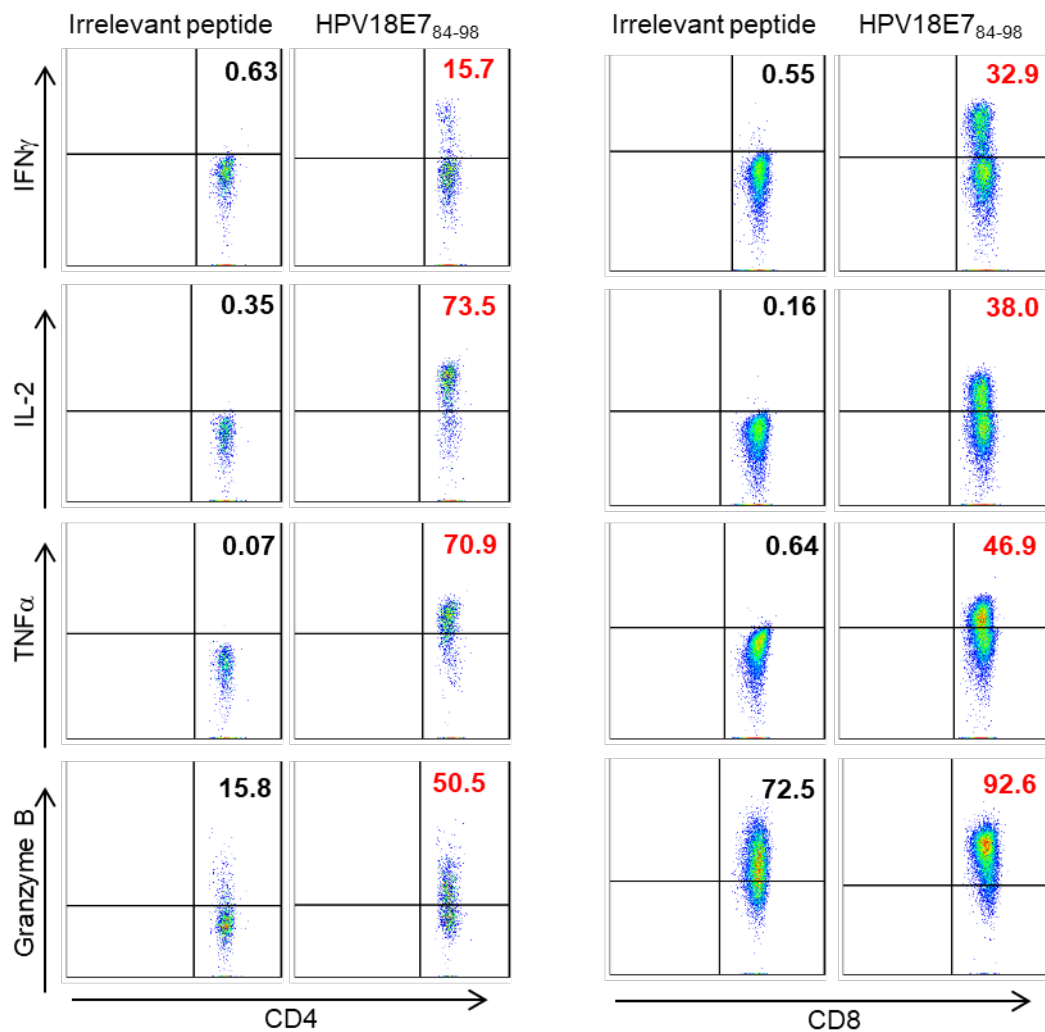 Irrelevant peptide HPV18E7₈₄₋₉₈ Irrelevant peptide HPV18E7₈₄₋₉₈
IFNγ 0.63 15.7 0.55 32.9
IL-2 0.35 73.5 0.16 38.0
TNFα 0.07 70.9 0.64 46.9
Granzyme B 15.8 50.5 72.5 92.6
CD4 CD8